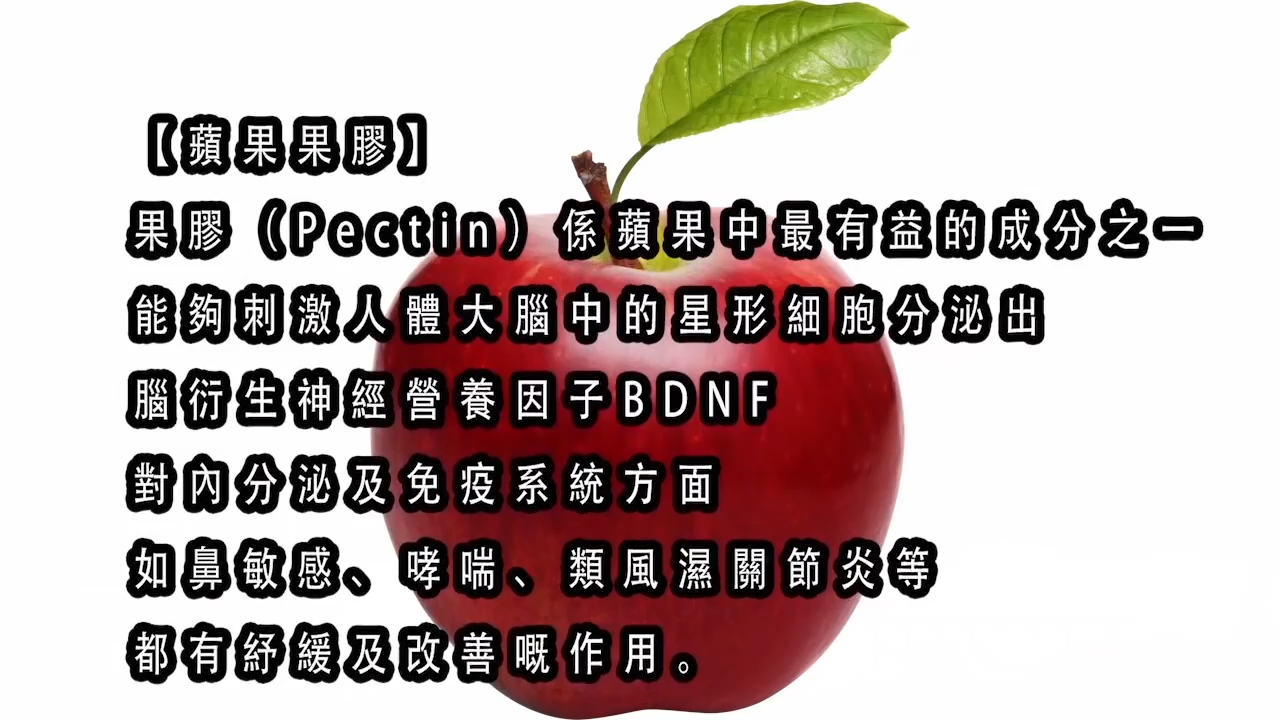 【蘋果果膠】
果膠（Pectin）係蘋果中最有益的成分之一
能夠刺激人體大腦中的星形細胞分泌出
腦衍生神經營養因子BDNF
對內分泌及免疫系統方面
如鼻敏感、哮喘、類風濕關節炎等
都有紓緩及改善嘅作用。